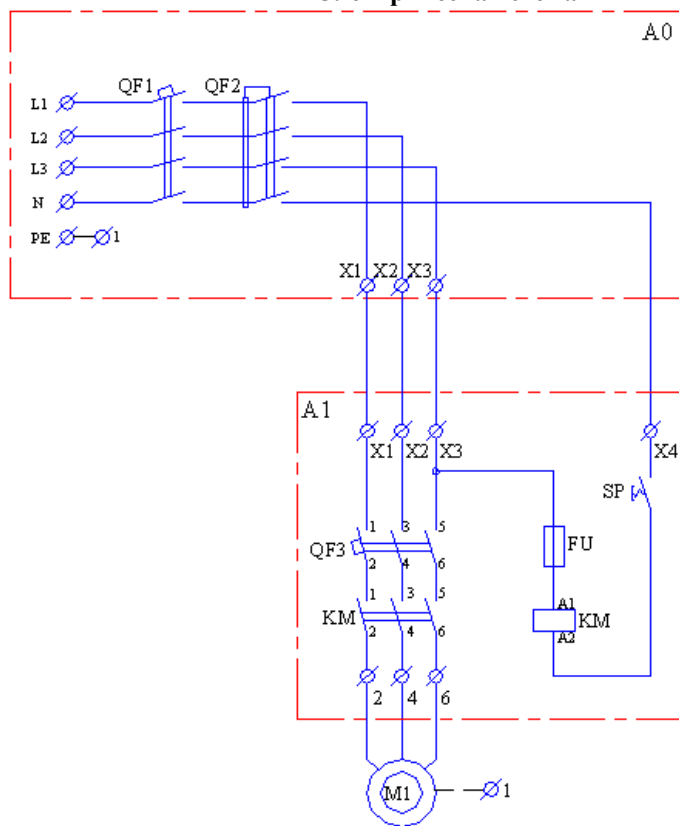 A0
QF1 QF2
L1
L2
L3
N
PE 1
X1 X2 X3
A1
X1 X2 X3 X4
SP
1 3 5
QF3 FU
2 4 6
1 3 5 A1
KM KM
2 4 6 A2
2 4 6
M1 1